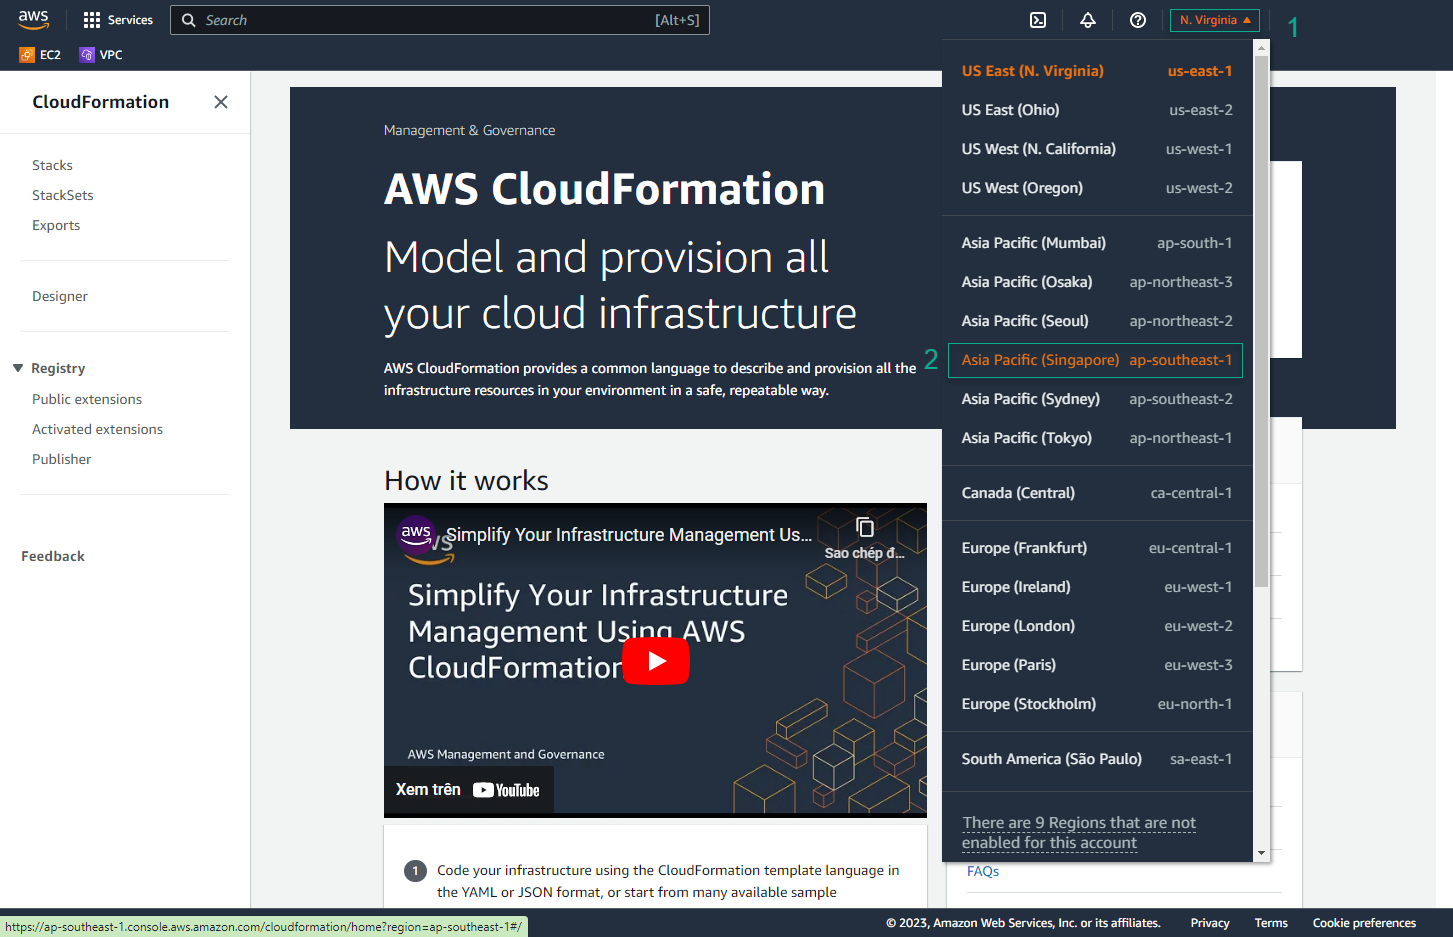 aws
Services
Search
[Alt+S]
N. Virginia
1
EC2
VPC
CloudFormation
Stacks
StackSets
Exports
Designer
Registry
Public extensions
Activated extensions
Publisher
Feedback
Management & Governance
AWS CloudFormation
Model and provision all
your cloud infrastructure
AWS CloudFormation provides a common language to describe and provision all the
infrastructure resources in your environment in a safe, repeatable way.
How it works
aws
Simplify Your Infrastructure Management Us...
Sao chép đ...
Simplify Your Infrastructure
Management Using AWS
CloudFormation
AWS Management and Governance
Xem trên YouTube
1
Code your infrastructure using the CloudFormation template language in
the YAML or JSON format, or start from many available sample
US East (N. Virginia) us-east-1
US East (Ohio) us-east-2
US West (N. California) us-west-1
US West (Oregon) us-west-2
Asia Pacific (Mumbai) ap-south-1
Asia Pacific (Osaka) ap-northeast-3
Asia Pacific (Seoul) ap-northeast-2
2
Asia Pacific (Singapore) ap-southeast-1
Asia Pacific (Sydney) ap-southeast-2
Asia Pacific (Tokyo) ap-northeast-1
Canada (Central) ca-central-1
Europe (Frankfurt) eu-central-1
Europe (Ireland) eu-west-1
Europe (London) eu-west-2
Europe (Paris) eu-west-3
Europe (Stockholm) eu-north-1
South America (São Paulo) sa-east-1
There are 9 Regions that are not
enabled for this account
FAQs
https://ap-southeast-1.console.aws.amazon.com/cloudformation/home?region=ap-southeast-1#/
© 2023, Amazon Web Services, Inc. or its affiliates.
Privacy
Terms
Cookie preferences